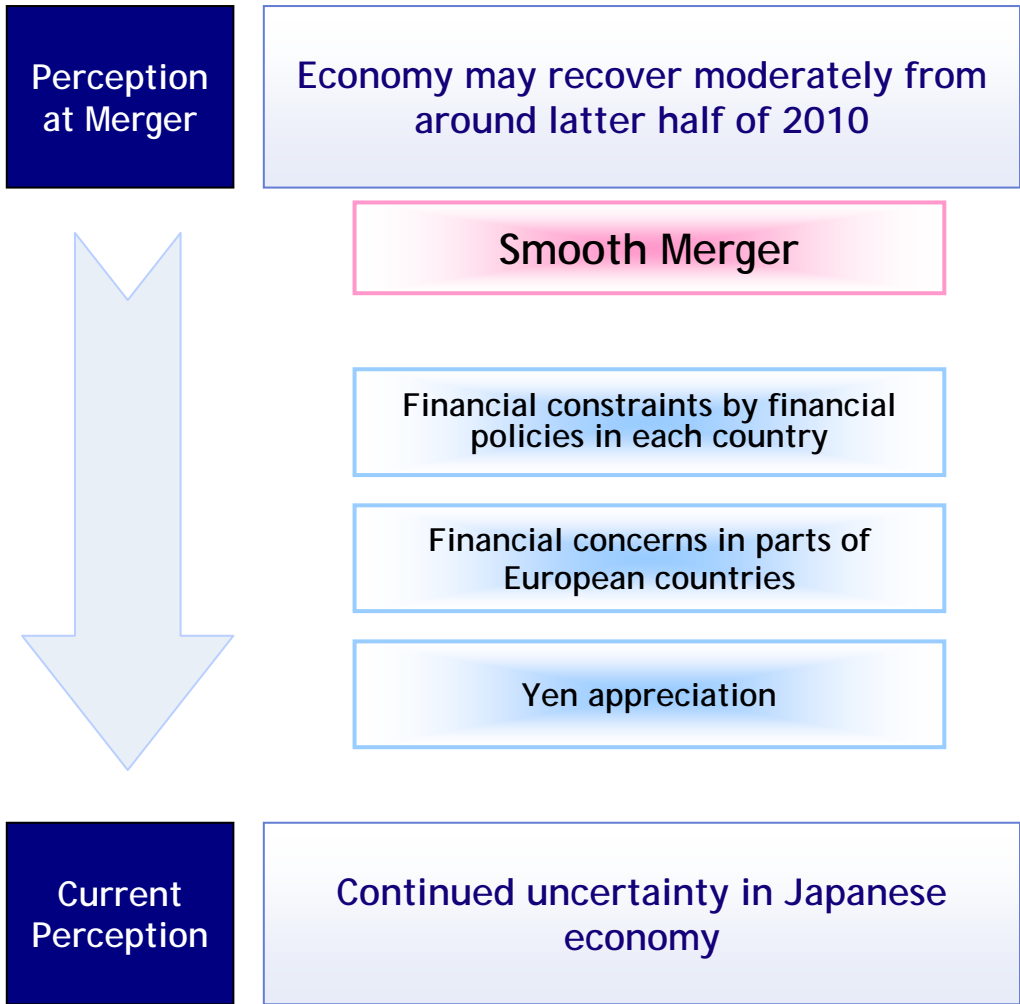 Perception
at Merger
Economy may recover moderately from
around latter half of 2010
Smooth Merger
Financial constraints by financial
policies in each country
Financial concerns in parts of
European countries
Yen appreciation
Current
Perception
Continued uncertainty in Japanese
economy